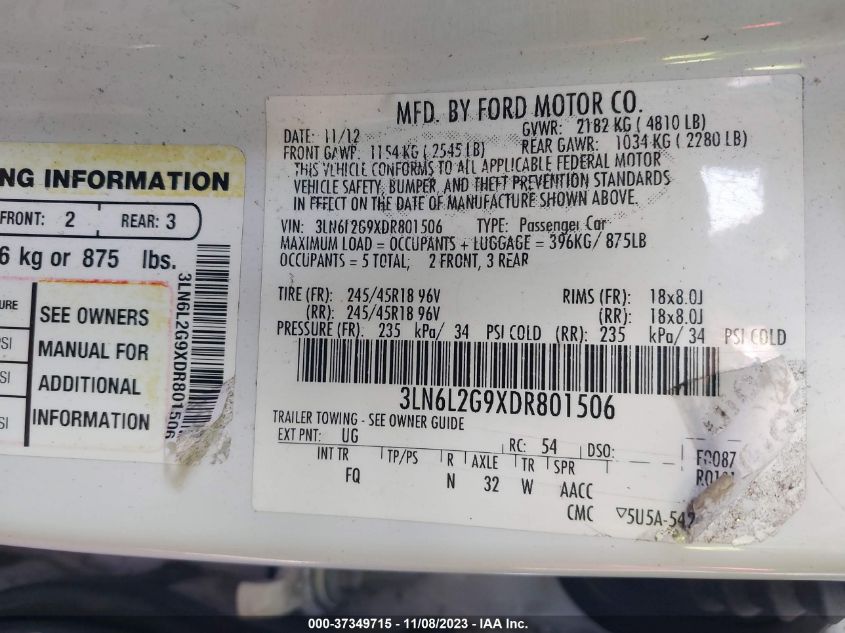 NG INFORMATION
FRONT: 2 REAR: 3
6 kg or 875 lbs.
SEE OWNERS
MANUAL FOR
ADDITIONAL
INFORMATION
3LN6L2G9XDR801506
MFD. BY FORD MOTOR CO.
DATE: 11/12 GVWR: 2182 KG ( 4810 LB)
FRONT GAWR: 1154 KG ( 2545 LB) REAR GAWR: 1034 KG ( 2280 LB)
THIS VEHICLE CONFORMS TO ALL APPLICABLE FEDERAL MOTOR
VEHICLE SAFETY, BUMPER, AND THEFT PREVENTION STANDARDS
IN EFFECT ON THE DATE OF MANUFACTURE SHOWN ABOVE.
VIN: 3LN6L2G9XDR801506 TYPE: Passenger Car
MAXIMUM LOAD = OCCUPANTS + LUGGAGE = 396KG/ 875LB
OCCUPANTS = 5 TOTAL; 2 FRONT, 3 REAR
TIRE (FR): 245/45R18 96V RIMS (FR): 18x8.0J
(RR): 245/45R18 96V (RR): 18x8.0J
PRESSURE (FR): 235 kPa/ 34 PSI COLD (RR): 235 kPa/ 34 PSI COLD
3LN6L2G9XDR801506
TRAILER TOWING - SEE OWNER GUIDE
EXT PNT: UG RC: 54 DSO: F0087
INT TR TP/PS R AXLE TR SPR
FQ N 32 W AACC
CMC ▽5U5A-542
000-37349715 - 11/08/2023 - Copyright © IAA, Inc.